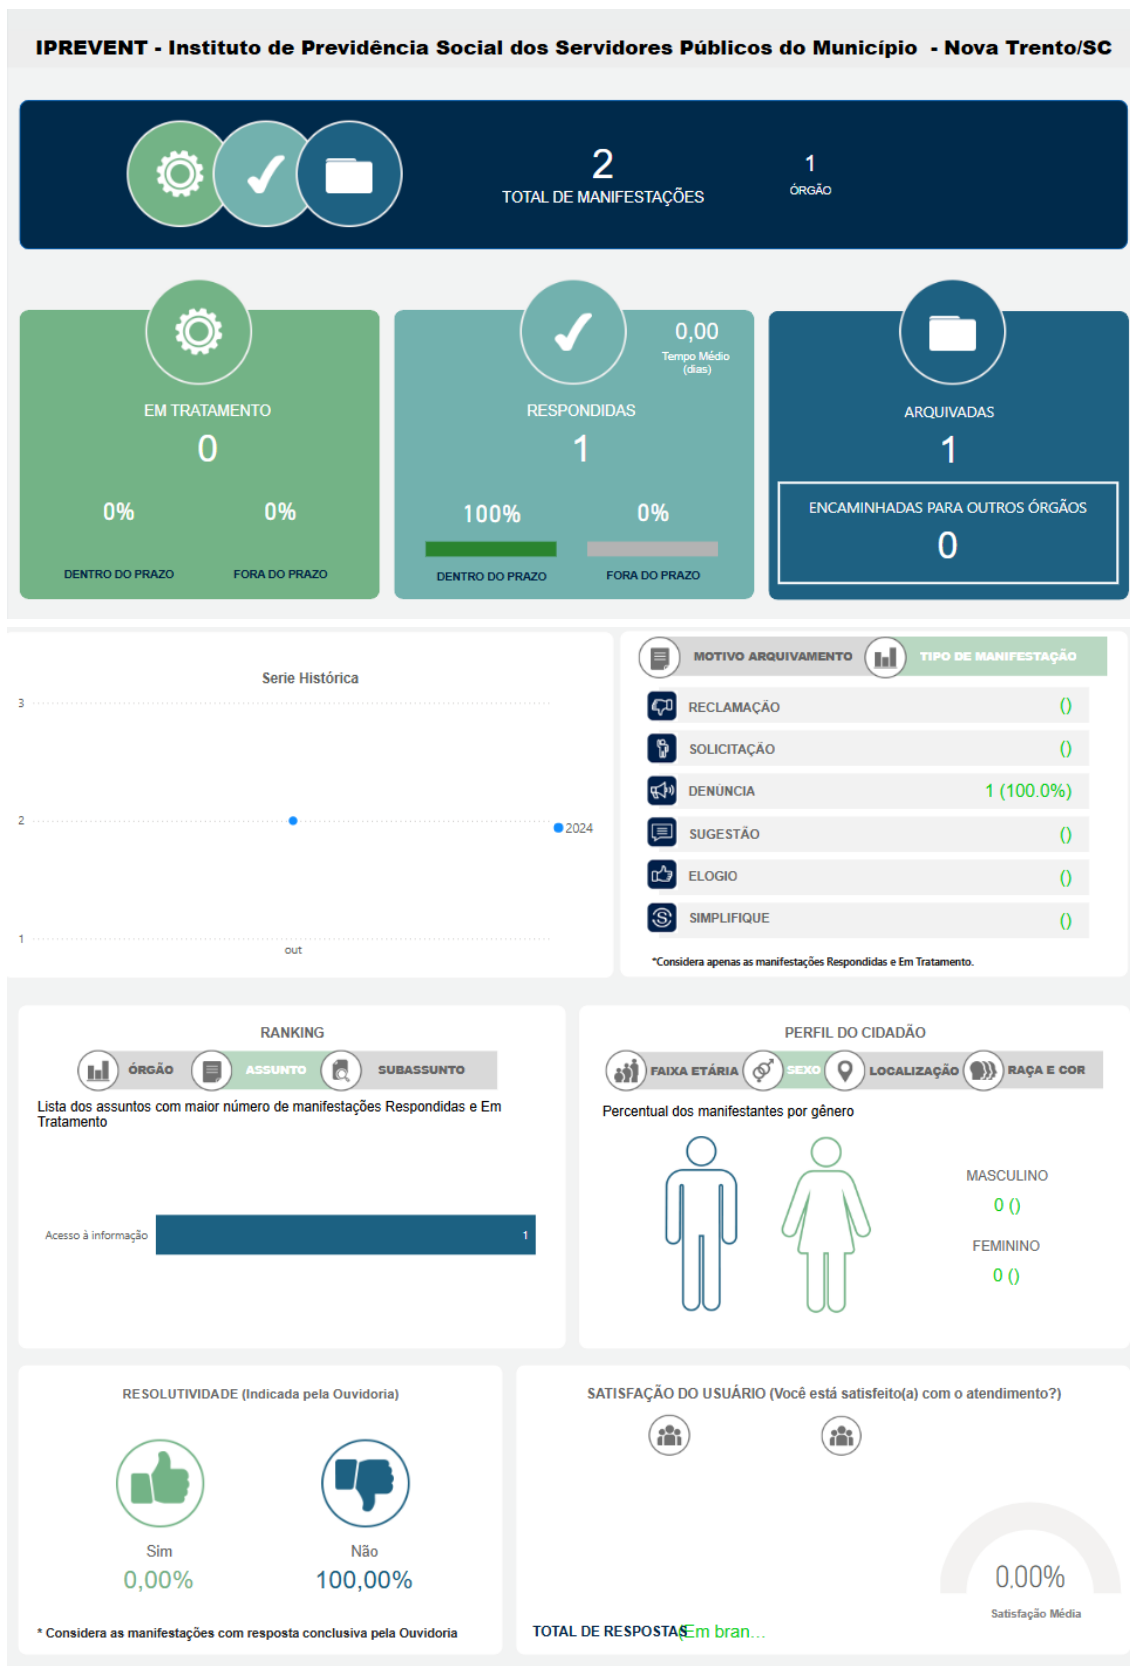 IPREVENT - Instituto de Previdência Social dos Servidores Públicos do Município - Nova Trento/SC
2
TOTAL DE MANIFESTAÇÕES
1
ÓRGÃO
EM TRATAMENTO
0
0%
0%
DENTRO DO PRAZO
FORA DO PRAZO
0,00
Tempo Médio
(dias)
RESPONDIDAS
1
100%
0%
DENTRO DO PRAZO
FORA DO PRAZO
ARQUIVADAS
1
ENCAMINHADAS PARA OUTROS ÓRGÃOS
0
Serie Histórica
3
2
1
out
2024
MOTIVO ARQUIVAMENTO
TIPO DE MANIFESTAÇÃO
RECLAMAÇÃO ()
SOLICITAÇÃO ()
DENÚNCIA 1 (100.0%)
SUGESTÃO ()
ELOGIO ()
SIMPLIFIQUE ()
*Considera apenas as manifestações Respondidas e Em Tratamento.
RANKING
ÓRGÃO
ASSUNTO
SUBASSUNTO
Lista dos assuntos com maior número de manifestações Respondidas e Em
Tratamento
Acesso à informação 1
PERFIL DO CIDADÃO
FAIXA ETÁRIA
SEXO
LOCALIZAÇÃO
RAÇA E COR
Percentual dos manifestantes por gênero
MASCULINO
0 ()
FEMININO
0 ()
RESOLUTIVIDADE (Indicada pela Ouvidoria)
Sim
0,00%
Não
100,00%
* Considera as manifestações com resposta conclusiva pela Ouvidoria
SATISFAÇÃO DO USUÁRIO (Você está satisfeito(a) com o atendimento?)
0,00%
Satisfação Média
TOTAL DE RESPOSTAS (Em bran...